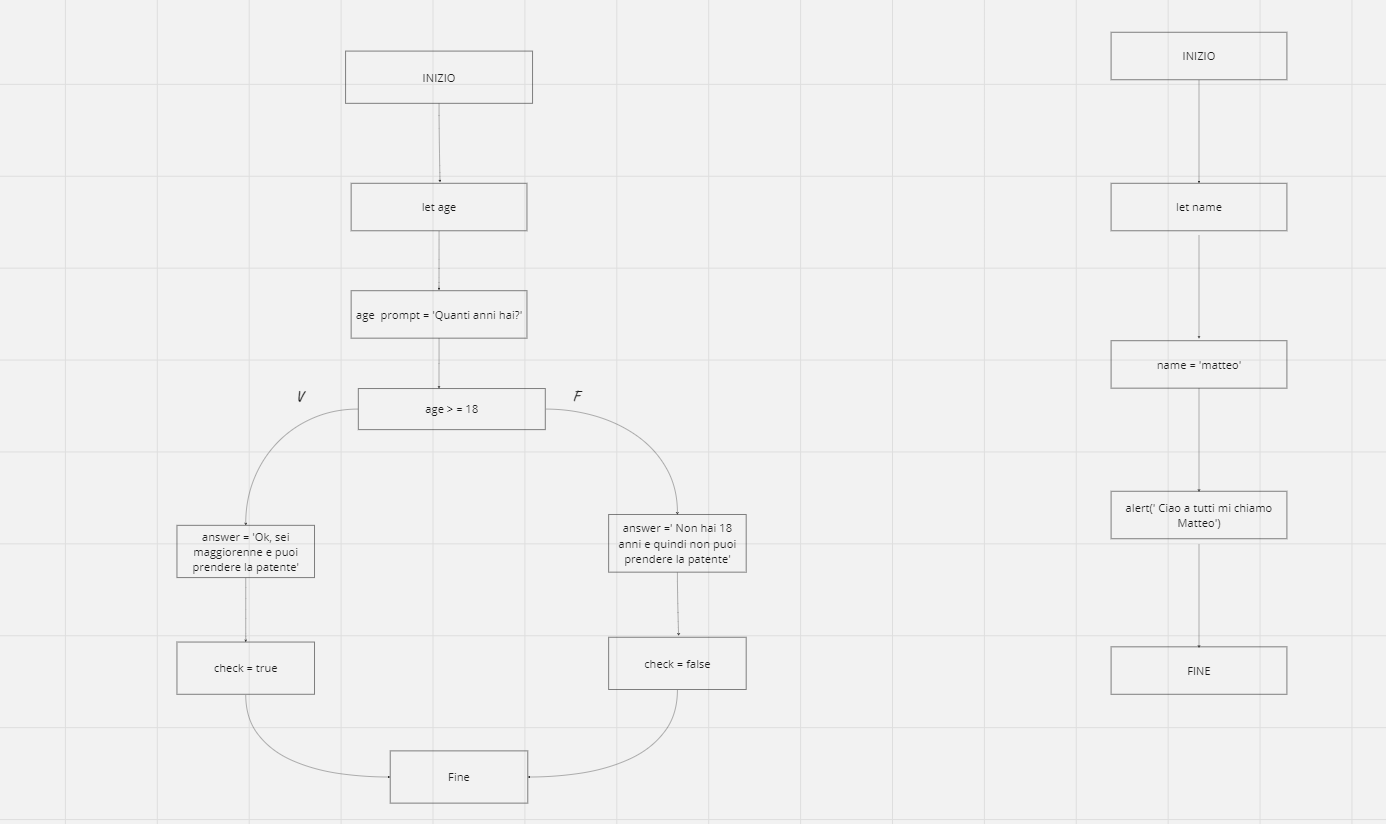 INIZIO
let age
age  prompt = 'Quanti anni hai?'
age > = 18
V
F
answer = 'Ok, sei
maggiorenne e puoi
prendere la patente'
answer =' Non hai 18
anni e quindi non puoi
prendere la patente'
check = true
check = false
Fine
INIZIO
let name
name = 'matteo'
alert(' Ciao a tutti mi chiamo
Matteo')
FINE